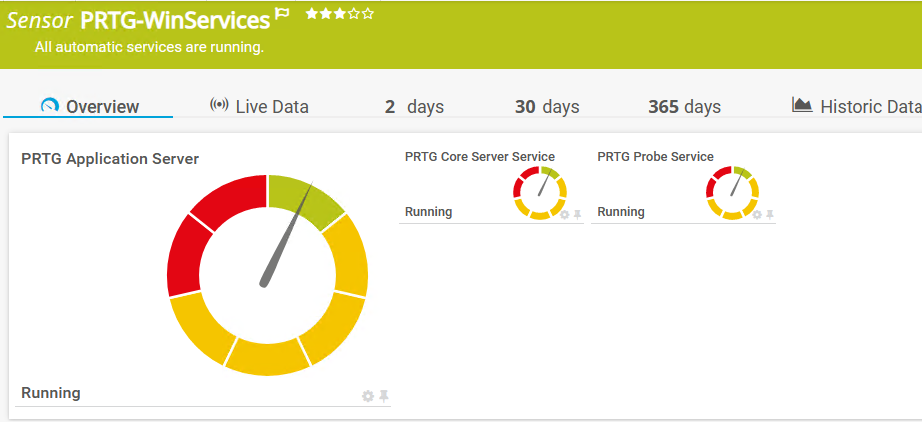 Sensor PRTG-WinServices
All automatic services are running.
Overview
Live Data
2 days
30 days
365 days
Historic Data
PRTG Application Server
Running
PRTG Core Server Service
Running
PRTG Probe Service
Running